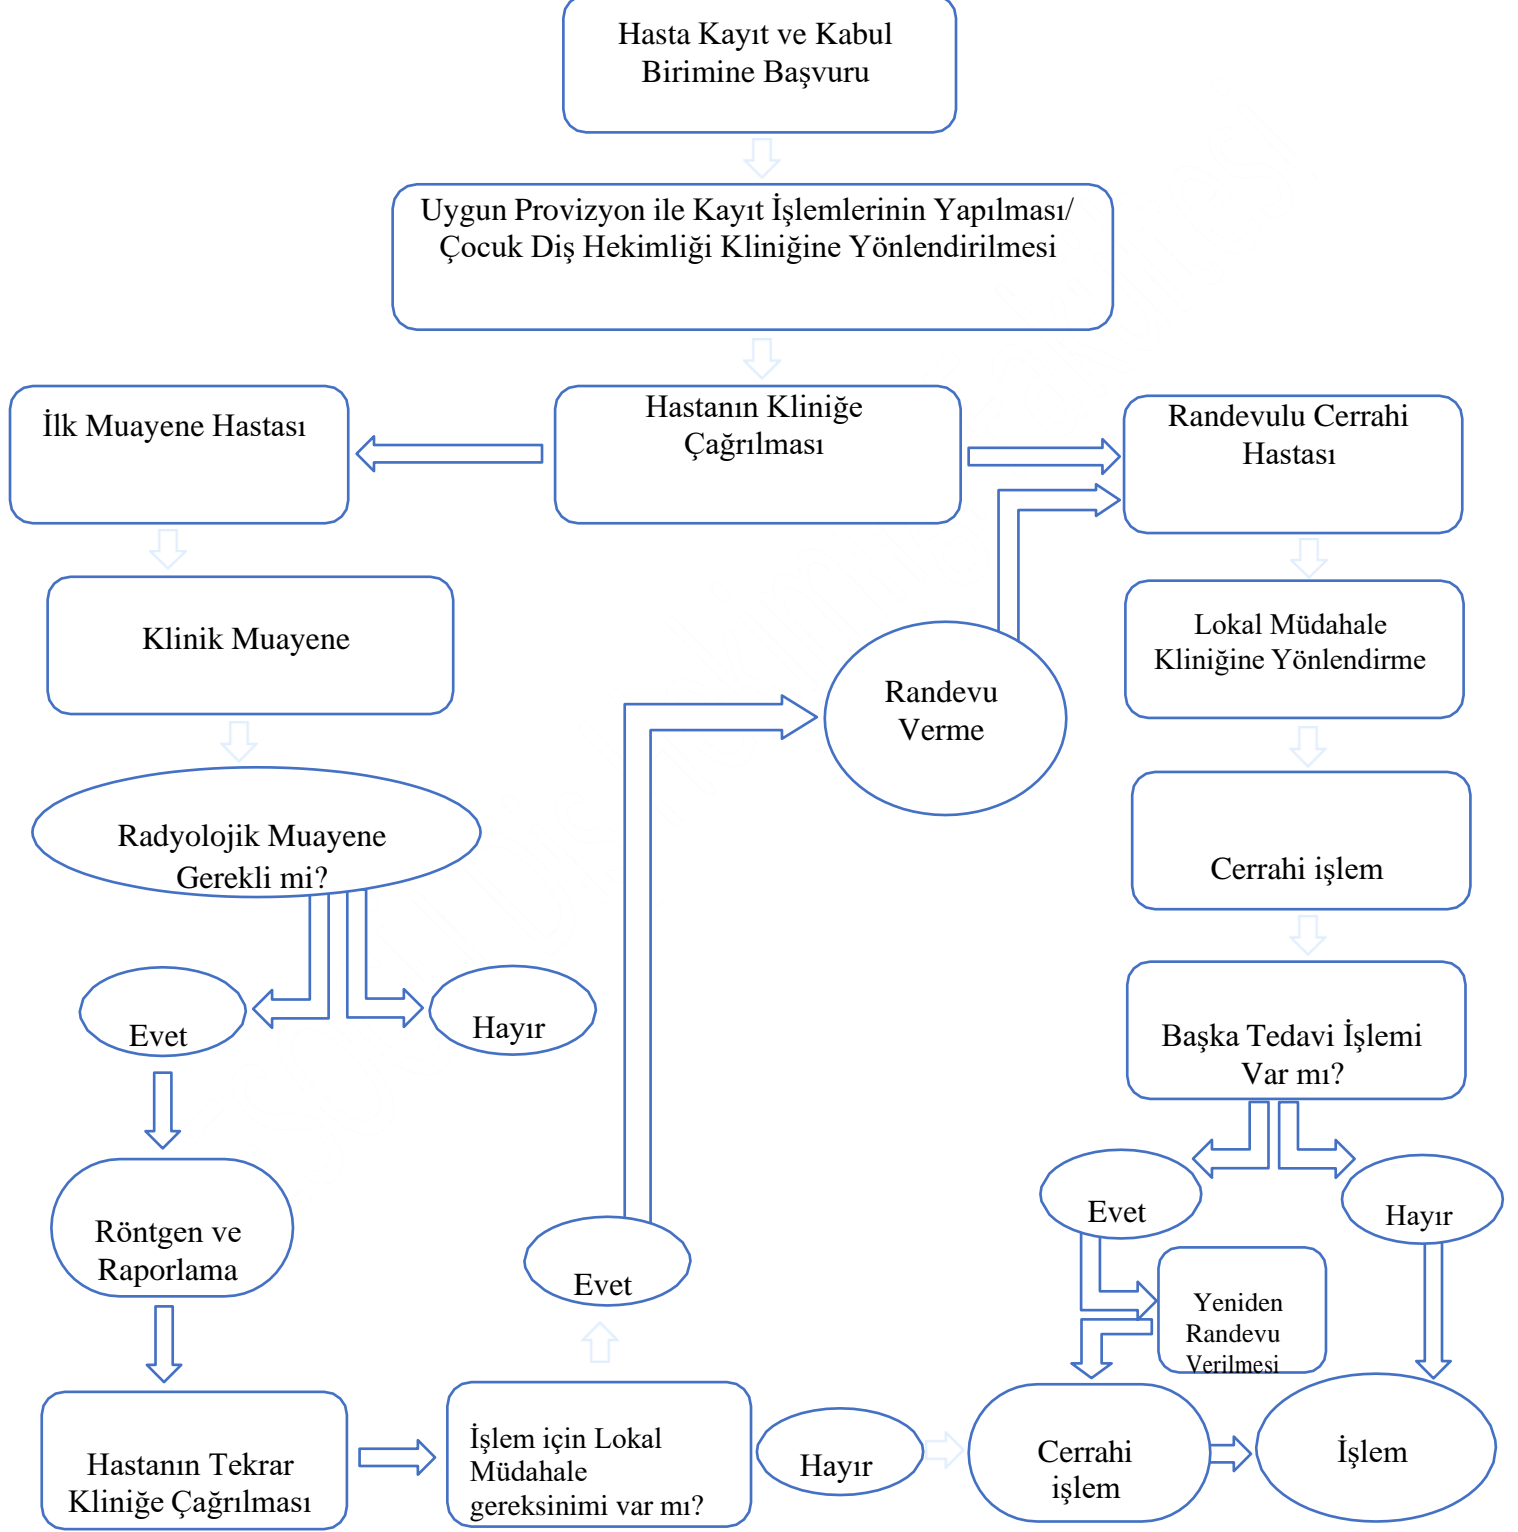 Hasta Kayıt ve Kabul
Birimine Başvuru
Uygun Provizyon ile Kayıt İşlemlerinin Yapılması/
Çocuk Diş Hekimliği Kliniğine Yönlendirilmesi
İlk Muayene Hastası
Hastanın Kliniğe
Çağrılması
Randevulu Cerrahi
Hastası
Klinik Muayene
Lokal Müdahale
Kliniğine Yönlendirme
Randevu
Verme
Radyolojik Muayene
Gerekli mi?
Cerrahi işlem
Evet
Hayır
Başka Tedavi İşlemi
Var mı?
Röntgen ve
Raporlama
Evet
Evet
Hayır
Yeniden
Randevu
Verilmesi
Hastanın Tekrar
Kliniğe Çağrılması
İşlem için Lokal
Müdahale
gereksinimi var mı?
Hayır
Cerrahi
işlem
İşlem